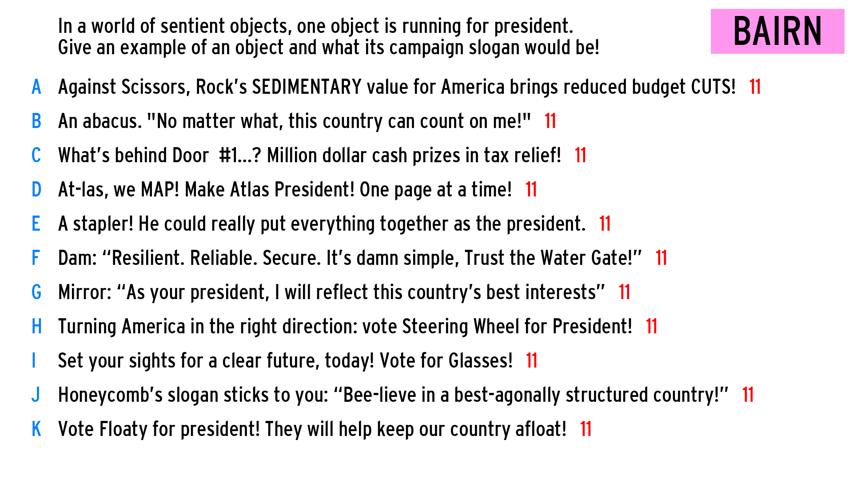 In a world of sentient objects, one object is running for president.
Give an example of an object and what its campaign slogan would be!
BAIRN
A Against Scissors, Rock's SEDIMENTARY value for America brings reduced budget CUTS! 11
B An abacus. "No matter what, this country can count on me!" 11
C What's behind Door #1...? Million dollar cash prizes in tax relief! 11
D At-las, we MAP! Make Atlas President! One page at a time! 11
E A stapler! He could really put everything together as the president. 11
F Dam: “Resilient. Reliable. Secure. It's damn simple, Trust the Water Gate!” 11
G Mirror: “As your president, I will reflect this country's best interests” 11
H Turning America in the right direction: vote Steering Wheel for President! 11
I Set your sights for a clear future, today! Vote for Glasses! 11
J Honeycomb's slogan sticks to you: “Bee-lieve in a best-agonally structured country!” 11
K Vote Floaty for president! They will help keep our country afloat! 11